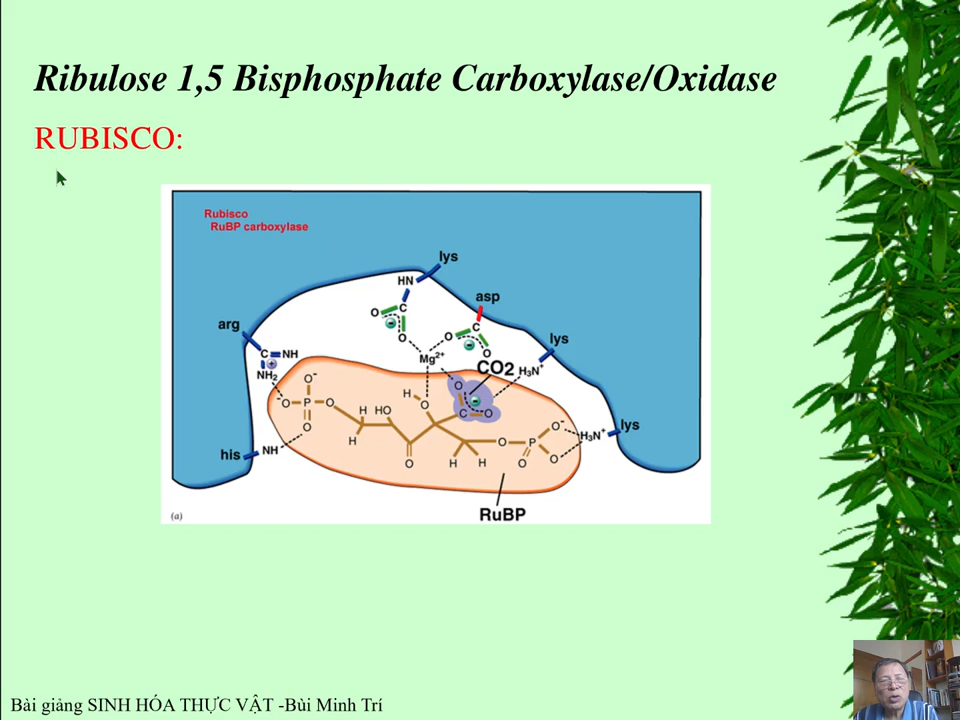 Ribulose 1,5 Bisphosphate Carboxylase/Oxidase
RUBISCO:
Rubisco
RuBP carboxylase
lys
HN
O C
O
asp
C
O
O
lys
arg
C NH
+
NH2
Mg2+
CO2
H3N+
O-
-O P O
O
H HO
H
H
O
O
C O
O
H H
O P
O-
O
O
H3N+
lys
his NH
RuBP
(a)
Bài giảng SINH HÓA THỰC VẬT -Bùi Minh Trí